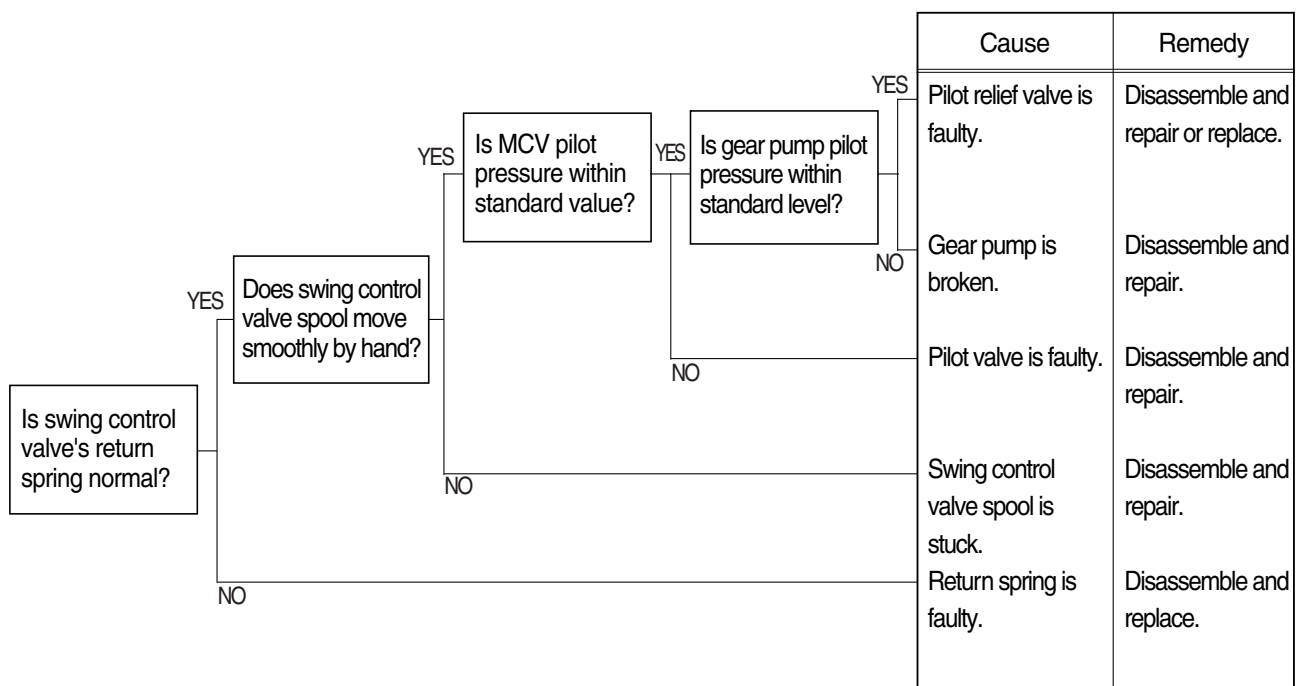 Cause
Remedy
YES
Pilot relief valve is
faulty.
Disassemble and
repair or replace.
YES
Is MCV pilot
pressure within
standard value?
YES
Is gear pump pilot
pressure within
standard level?
NO
Gear pump is
broken.
Disassemble and
repair.
YES
Does swing control
valve spool move
smoothly by hand?
NO
Pilot valve is faulty.
Disassemble and
repair.
Is swing control
valve's return
spring normal?
NO
Swing control
valve spool is
stuck.
Disassemble and
repair.
NO
Return spring is
faulty.
Disassemble and
replace.